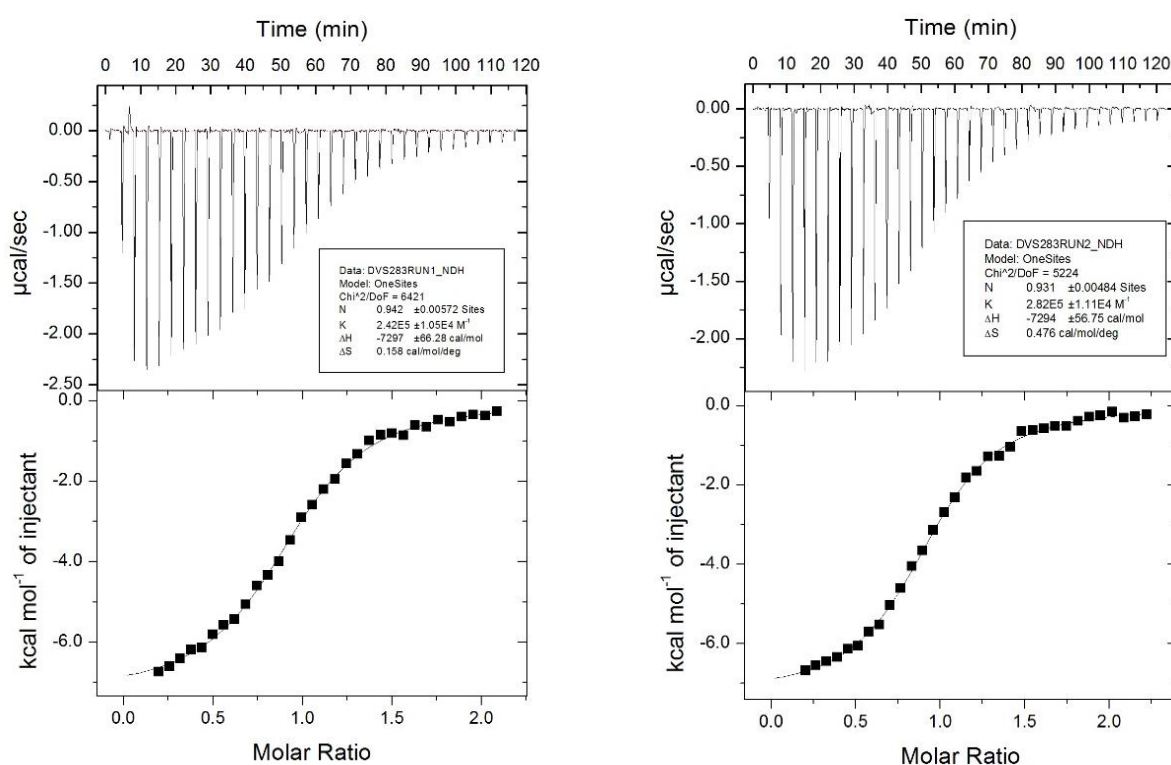 Time (min)
0 10 20 30 40 50 60 70 80 90 100 110 120
0.00
-0.50
-1.00
-1.50
-2.00
-2.50
µcal/sec
Data: DVS283RUN1_NDH
Model: OneSites
Chi^2/DoF = 6421
N 0.942 ±0.00572 Sites
K 2.42E5 ±1.05E4 M⁻¹
ΔH -7297 ±66.28 cal/mol
ΔS 0.158 cal/mol/deg
0.0
-2.0
-4.0
-6.0
kcal mol⁻¹ of injectant
0.0 0.5 1.0 1.5 2.0
Molar Ratio
Time (min)
0 10 20 30 40 50 60 70 80 90 100 110 120
0.00
-0.50
-1.00
-1.50
-2.00
µcal/sec
Data: DVS283RUN2_NDH
Model: OneSites
Chi^2/DoF = 5224
N 0.931 ±0.00484 Sites
K 2.82E5 ±1.11E4 M⁻¹
ΔH -7294 ±56.75 cal/mol
ΔS 0.476 cal/mol/deg
0.0
-2.0
-4.0
-6.0
kcal mol⁻¹ of injectant
0.0 0.5 1.0 1.5 2.0
Molar Ratio